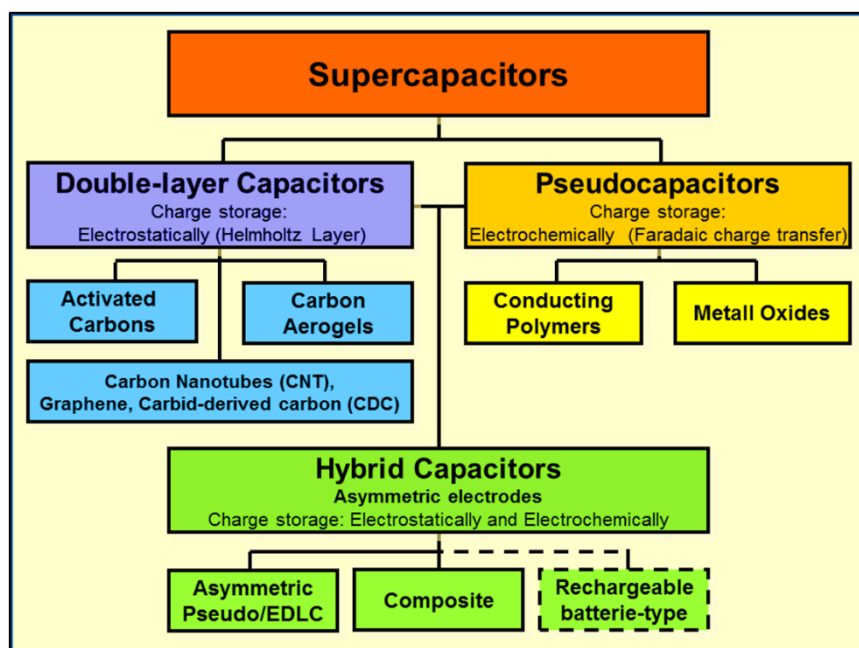 Supercapacitors
Double-layer Capacitors
Charge storage:
Electrostatically (Helmholtz Layer)
Pseudocapacitors
Charge storage:
Electrochemically (Faradaic charge transfer)
Activated
Carbons
Carbon
Aerogels
Conducting
Polymers
Metall Oxides
Carbon Nanotubes (CNT),
Graphene, Carbid-derived carbon (CDC)
Hybrid Capacitors
Asymmetric electrodes
Charge storage: Electrostatically and Electrochemically
Asymmetric
Pseudo/EDLC
Composite
Rechargeable
batterie-type